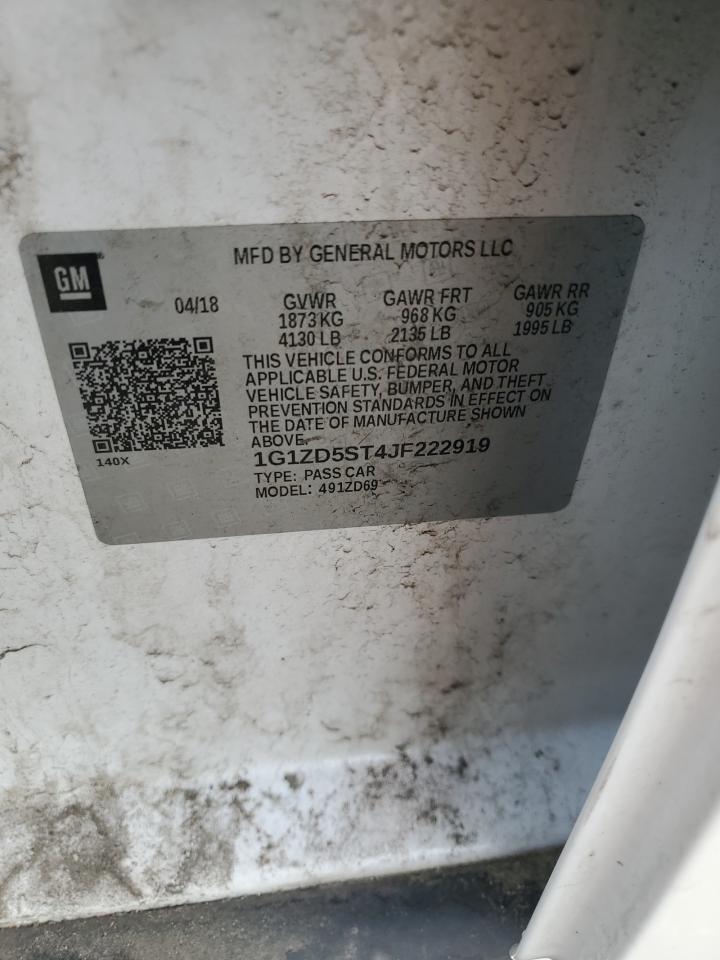 GM
MFD BY GENERAL MOTORS LLC
04/18
GVWR GAWR FRT GAWR RR
1873 KG 968 KG 905 KG
4130 LB 2135 LB 1995 LB
THIS VEHICLE CONFORMS TO ALL
APPLICABLE U.S. FEDERAL MOTOR
VEHICLE SAFETY, BUMPER, AND THEFT
PREVENTION STANDARDS IN EFFECT ON
THE DATE OF MANUFACTURE SHOWN
ABOVE.
140X
1G1ZD5ST4JF222919
TYPE: PASS CAR
MODEL: 491ZD69